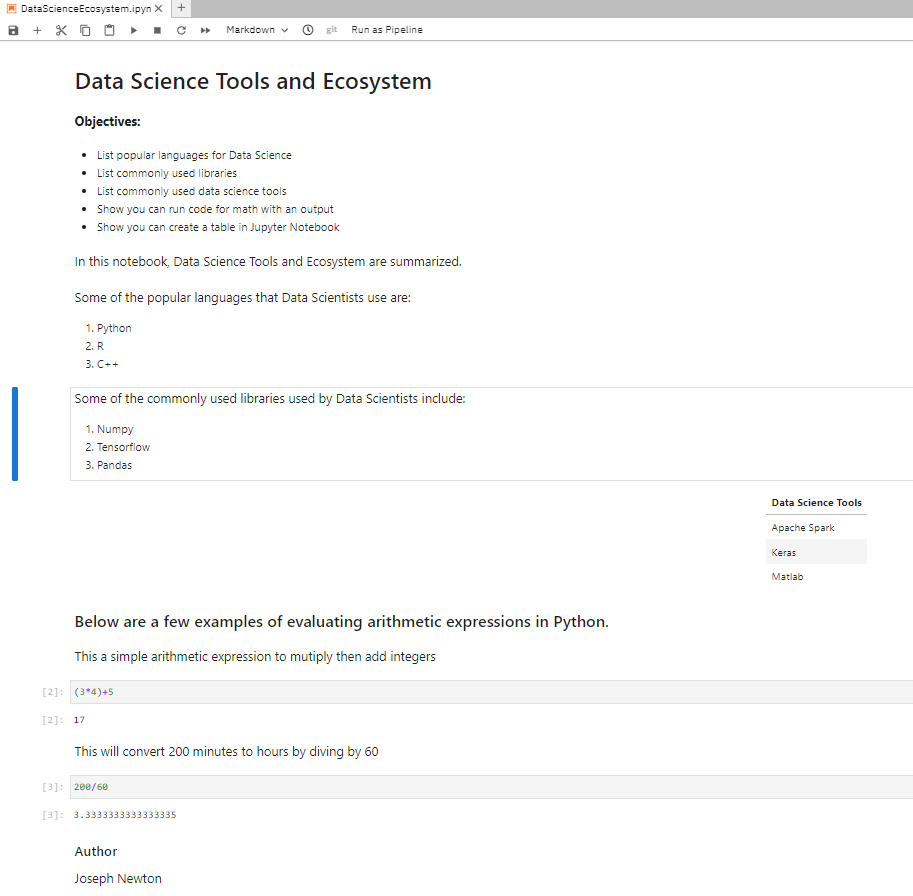 DataScienceEcosystem.ipyn
Markdown
git
Run as Pipeline
Data Science Tools and Ecosystem
Objectives:
List popular languages for Data Science
List commonly used libraries
List commonly used data science tools
Show you can run code for math with an output
Show you can create a table in Jupyter Notebook
In this notebook, Data Science Tools and Ecosystem are summarized.
Some of the popular languages that Data Scientists use are:
1. Python
2. R
3. C++
Some of the commonly used libraries used by Data Scientists include:
1. Numpy
2. Tensorflow
3. Pandas
Data Science Tools
Apache Spark
Keras
Matlab
Below are a few examples of evaluating arithmetic expressions in Python.
This a simple arithmetic expression to mutiply then add integers
[2]: (3*4)+5
[2]: 17
This will convert 200 minutes to hours by diving by 60
[3]: 200/60
[3]: 3.3333333333333335
Author
Joseph Newton